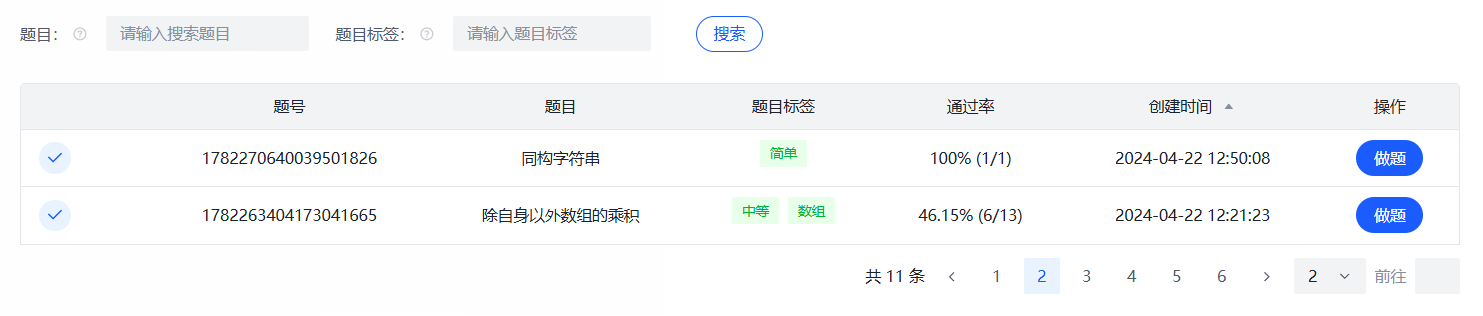 题目： 请输入搜索题目 题目标签： 请输入题目标签 搜索
题号 题目 题目标签 通过率 创建时间 操作
1782270640039501826 同构字符串 简单 100% (1/1) 2024-04-22 12:50:08 做题
1782263404173041665 除自身以外数组的乘积 中等 数组 46.15% (6/13) 2024-04-22 12:21:23 做题
共 11 条 1 2 3 4 5 6 2 前往